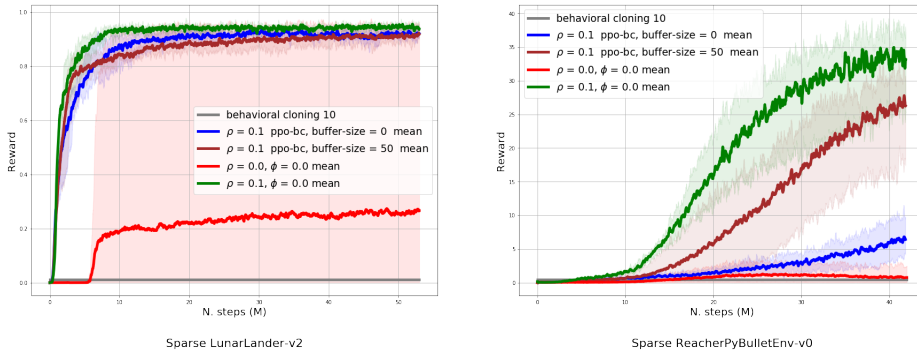 1.0
0.8
0.6
0.4
0.2
0.0
Reward
0
10
20
30
40
50
N. steps (M)
behavioral cloning 10
ρ = 0.1 ppo-bc, buffer-size = 0 mean
ρ = 0.1 ppo-bc, buffer-size = 50 mean
ρ = 0.0, ϕ = 0.0 mean
ρ = 0.1, ϕ = 0.0 mean
Sparse LunarLander-v2
40
35
30
25
20
15
10
5
0
Reward
0
10
20
30
40
N. steps (M)
behavioral cloning 10
ρ = 0.1 ppo-bc, buffer-size = 0 mean
ρ = 0.1 ppo-bc, buffer-size = 50 mean
ρ = 0.0, ϕ = 0.0 mean
ρ = 0.1, ϕ = 0.0 mean
Sparse ReacherPyBulletEnv-v0